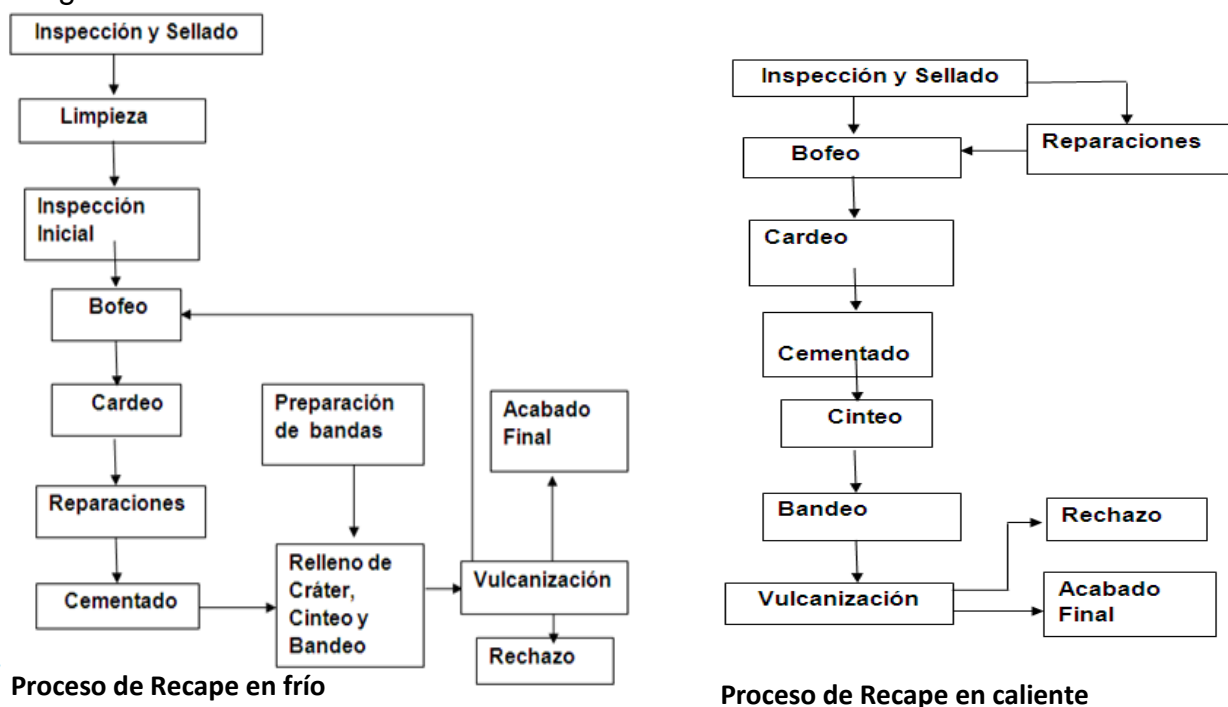 Inspección y Sellado
Limpieza
Inspección
Inicial
Bofeo
Cardeo
Reparaciones
Cementado
Preparación
de bandas
Relleno de
Cráter,
Cinteo y
Bandeo
Acabado
Final
Vulcanización
Rechazo
Proceso de Recape en frío
Inspección y Sellado
Reparaciones
Bofeo
Cardeo
Cementado
Cinteo
Bandeo
Vulcanización
Rechazo
Acabado
Final
Proceso de Recape en caliente